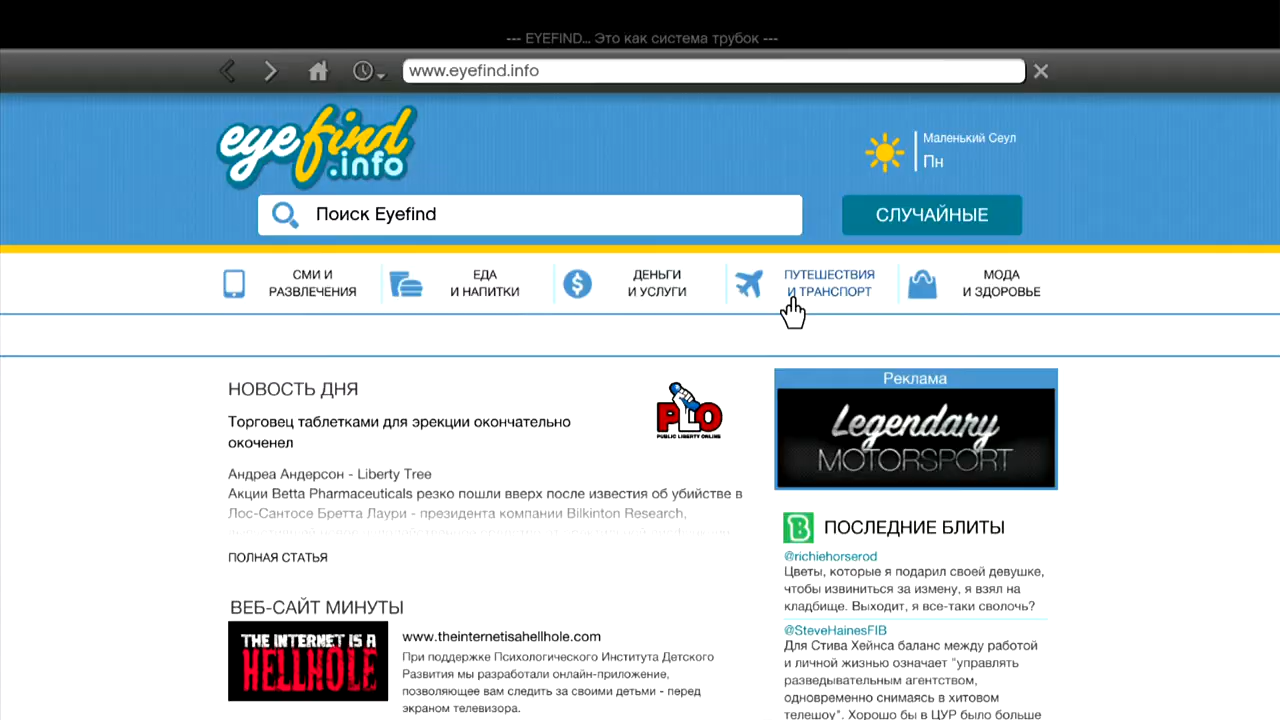 --- EYEFIND... Это как система трубок ---
www.eyefind.info
eyefind
.info
Маленький Сеул
Пн
Поиск Eyefind
СЛУЧАЙНЫЕ
СМИ И
РАЗВЛЕЧЕНИЯ
ЕДА
И НАПИТКИ
ДЕНЬГИ
И УСЛУГИ
ПУТЕШЕСТВИЯ
И ТРАНСПОРТ
МОДА
И ЗДОРОВЬЕ
НОВОСТЬ ДНЯ
PLO
PUBLIC LIBERTY ONLINE
Торговец таблетками для эрекции окончательно
окоченел
Андреа Андерсон - Liberty Tree
Акции Betta Pharmaceuticals резко пошли вверх после известия об убийстве в
Лос-Сантосе Бретта Лаури - президента компании Bilkinton Research,
ПОЛНАЯ СТАТЬЯ
ВЕБ-САЙТ МИНУТЫ
THE INTERNET IS A
HELLHOLE
www.theinternetisahellhole.com
При поддержке Психологического Института Детского
Развития мы разработали онлайн-приложение,
позволяющее вам следить за своими детьми - перед
экраном телевизора.
Реклама
Legendary
MOTORSPORT
ПОСЛЕДНИЕ БЛИТЫ
@richiehorserod
Цветы, которые я подарил своей девушке,
чтобы извиниться за измену, я взял на
кладбище. Выходит, я все-таки сволочь?
@SteveHainesFIB
Для Стива Хейнса баланс между работой
и личной жизнью означает "управлять
разведывательным агентством,
одновременно снимаясь в хитовом
телешоу". Хорошо бы в ЦУР было больше